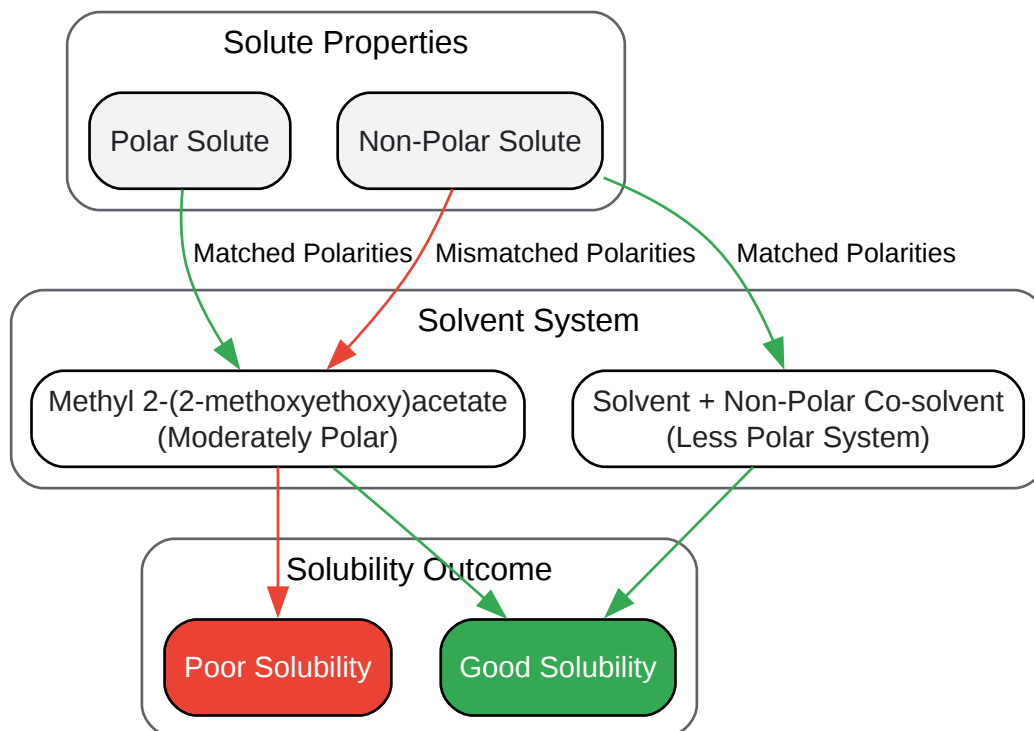 Solute Properties
Polar Solute
Non-Polar Solute
Matched Polarities
Mismatched Polarities
Matched Polarities
Solvent System
Methyl 2-(2-methoxyethoxy)acetate
(Moderately Polar)
Solvent + Non-Polar Co-solvent
(Less Polar System)
Solubility Outcome
Poor Solubility
Good Solubility